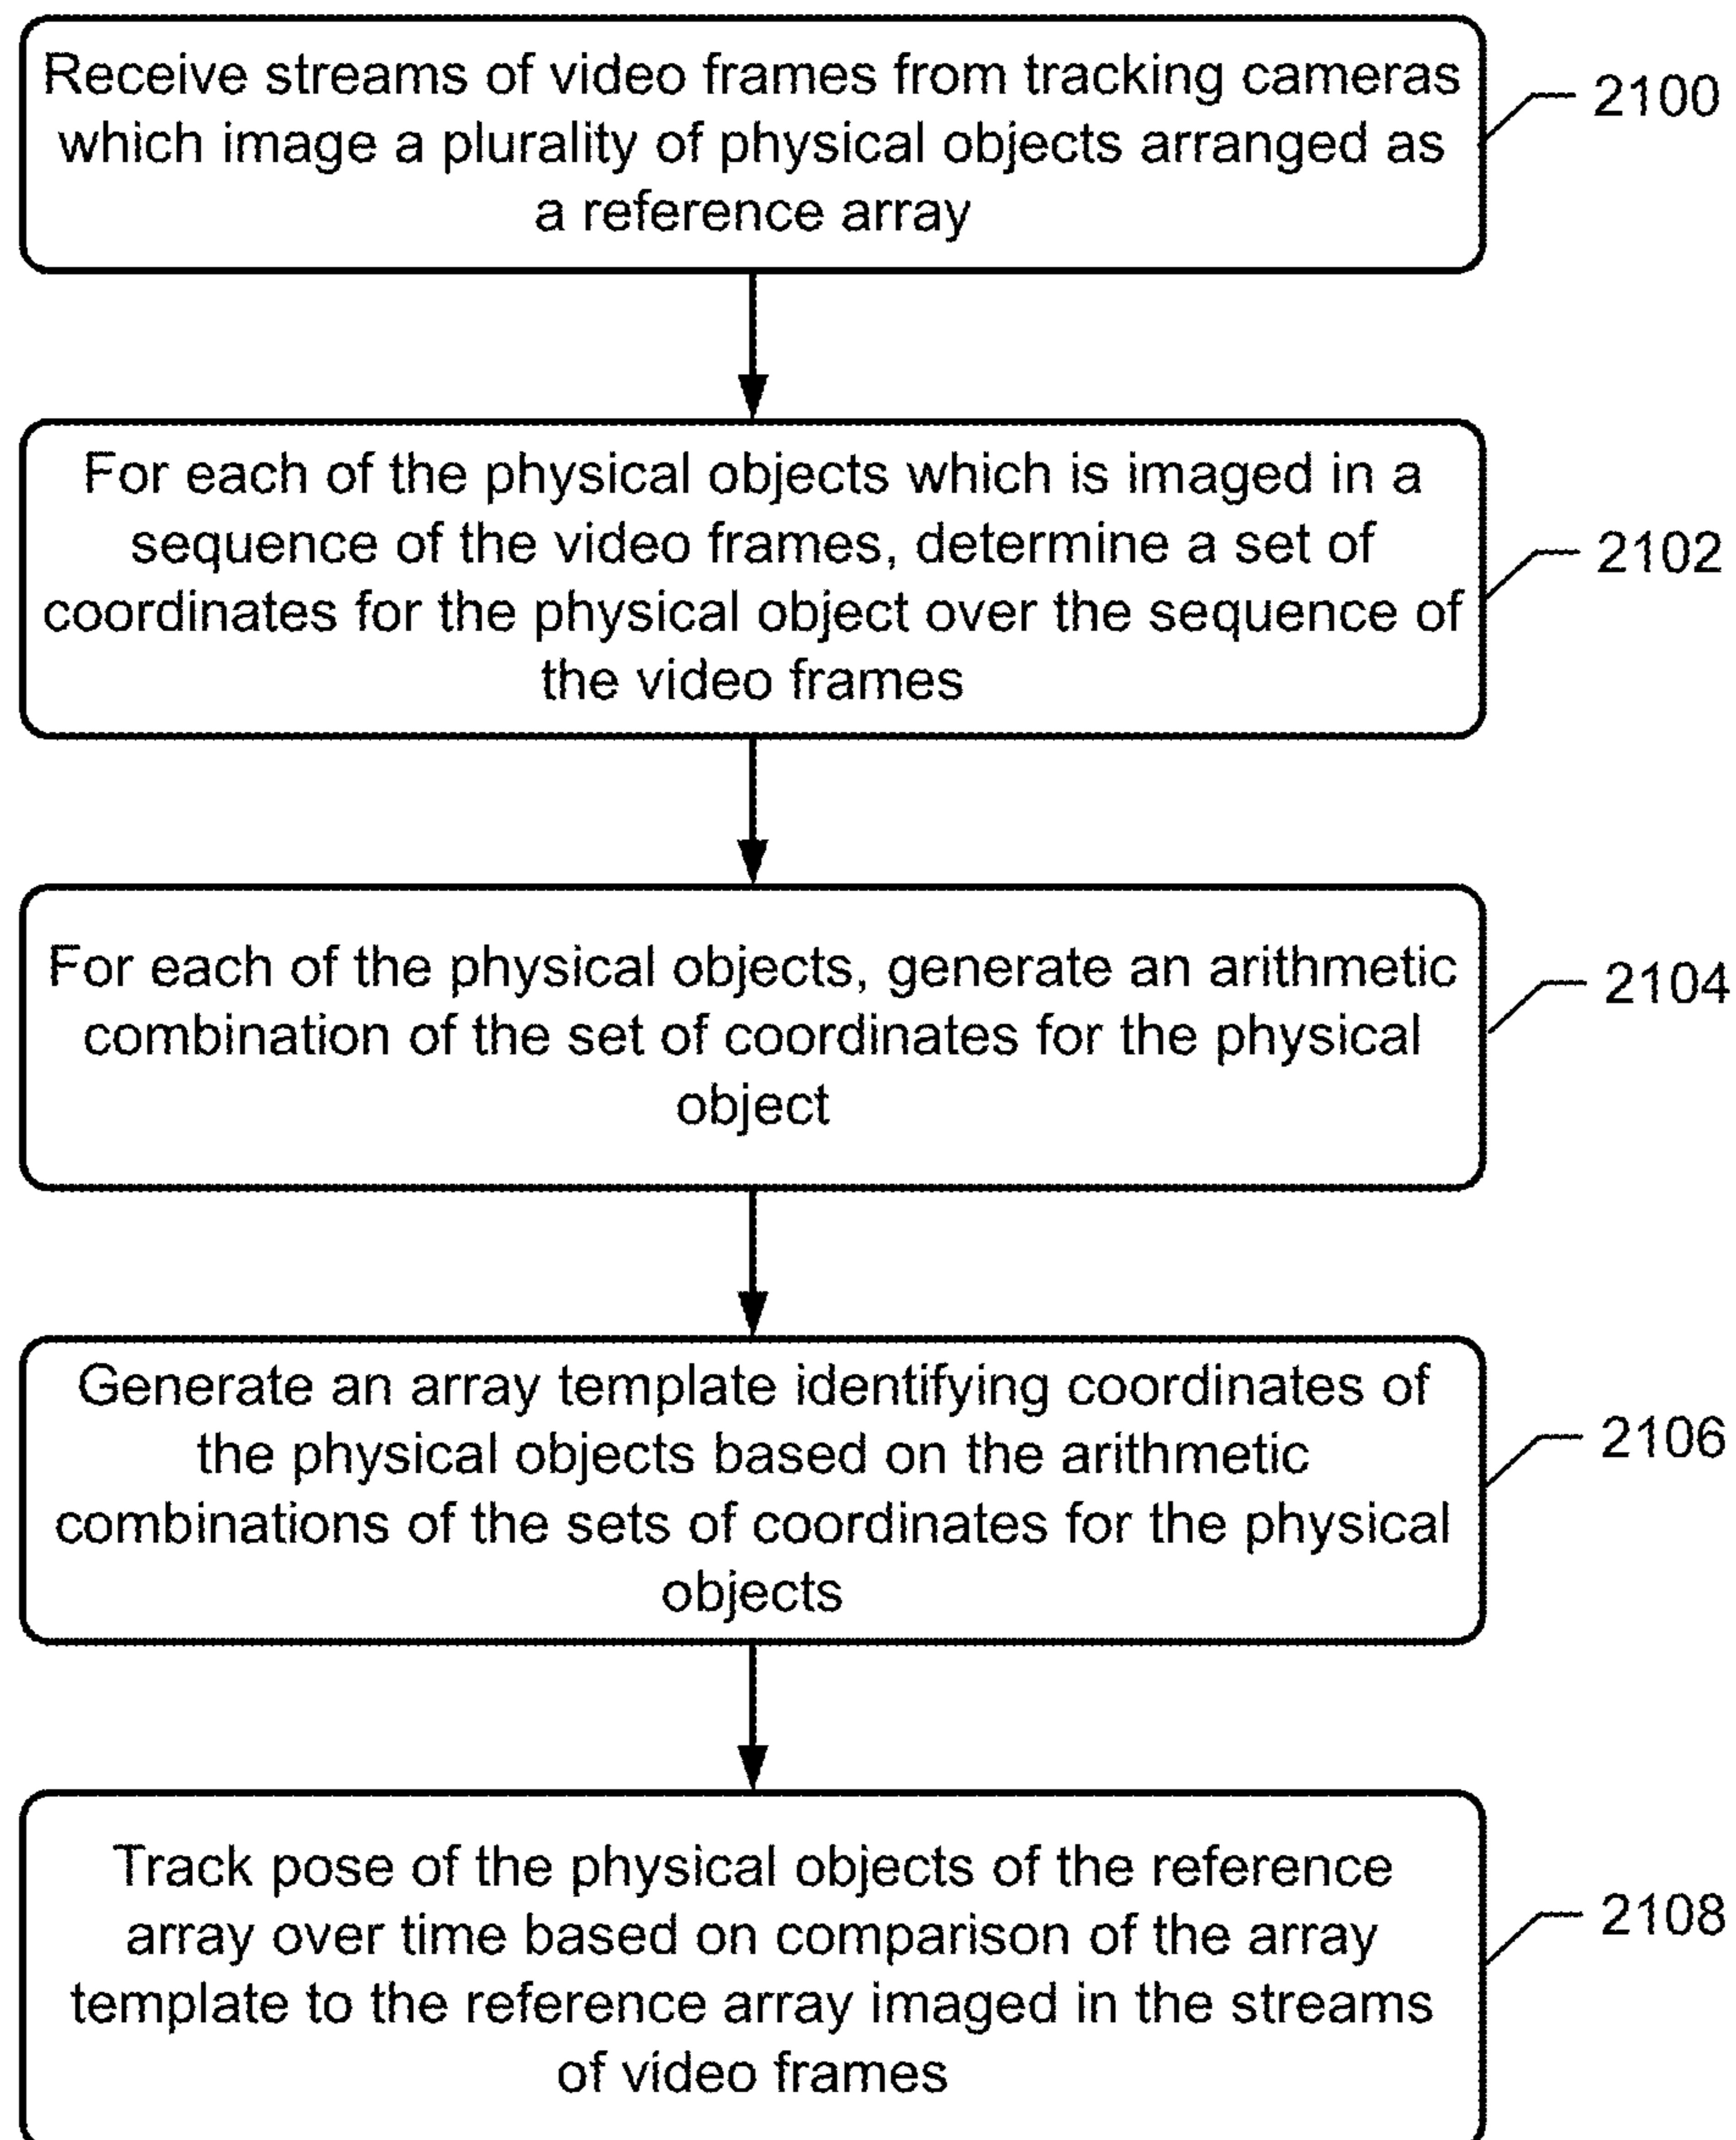 Receive streams of video frames from tracking cameras
which image a plurality of physical objects arranged as
a reference array
2100
For each of the physical objects which is imaged in a
sequence of the video frames, determine a set of
coordinates for the physical object over the sequence of
the video frames
2102
For each of the physical objects, generate an arithmetic
combination of the set of coordinates for the physical
object
2104
Generate an array template identifying coordinates of
the physical objects based on the arithmetic
combinations of the sets of coordinates for the physical
objects
2106
Track pose of the physical objects of the reference
array over time based on comparison of the array
template to the reference array imaged in the streams
of video frames
2108